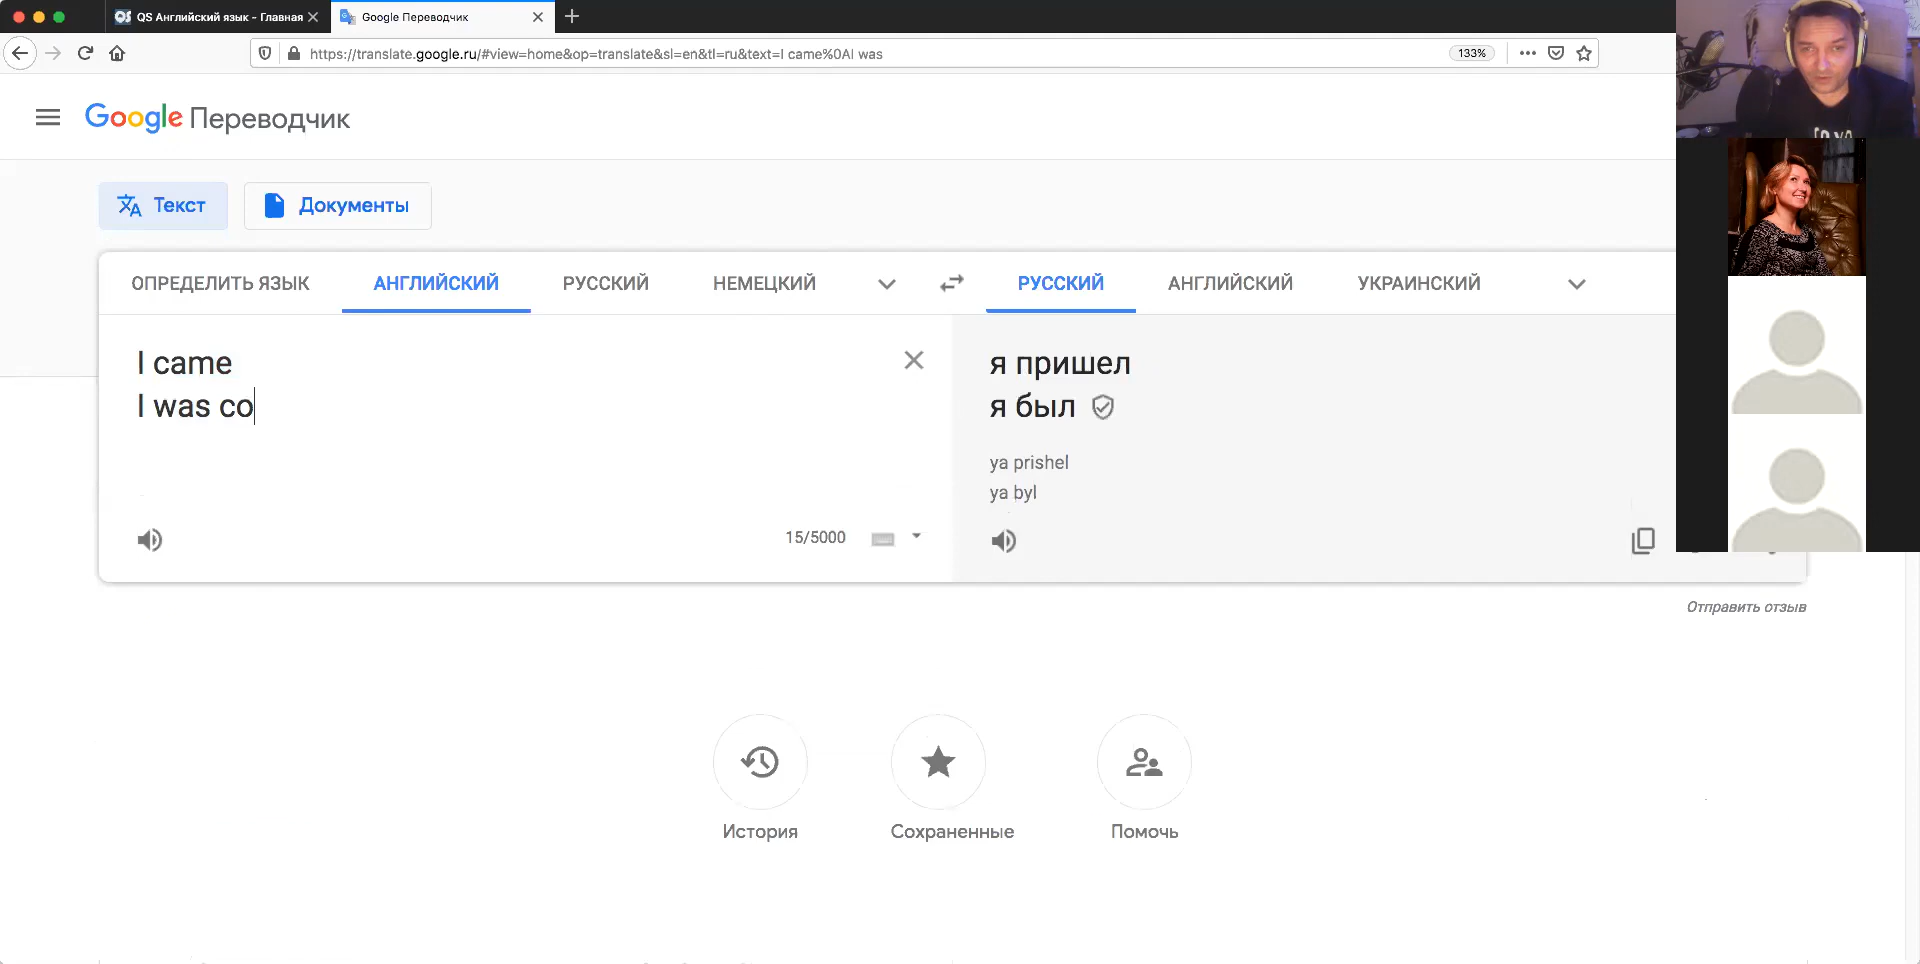 QS Английский язык - Главная
Google Переводчик
https://translate.google.ru/#view=home&op=translate&sl=en&tl=ru&text=I came%0AI was
133%
Google Переводчик
Текст
Документы
ОПРЕДЕЛИТЬ ЯЗЫК
АНГЛИЙСКИЙ
РУССКИЙ
НЕМЕЦКИЙ
РУССКИЙ
АНГЛИЙСКИЙ
УКРАИНСКИЙ
I came
I was co
я пришел
я был
ya prishel
ya byl
15/5000
Отправить отзыв
История
Сохраненные
Помочь